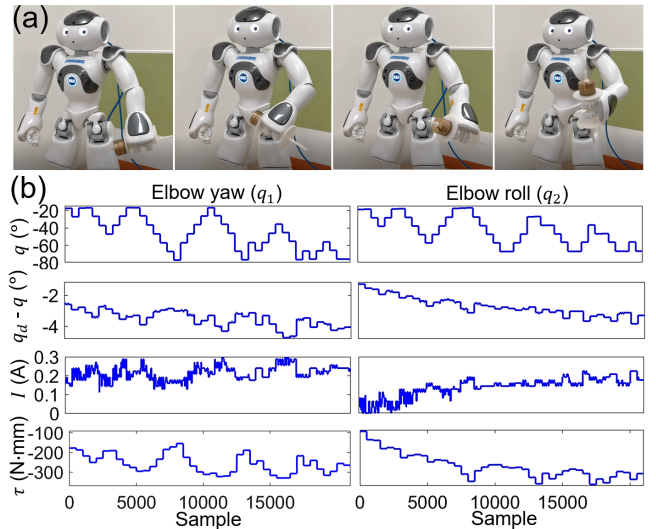 (a)
(b)
Elbow yaw (q₁)
Elbow roll (q₂)
q (°)
-20
-40
-60
-80
q_d - q (°)
-2
-4
I (A)
0.3
0.2
0.1
0
τ (N·mm)
-100
-200
-300
0 5000 10000 15000
0 5000 10000 15000
Sample
Sample